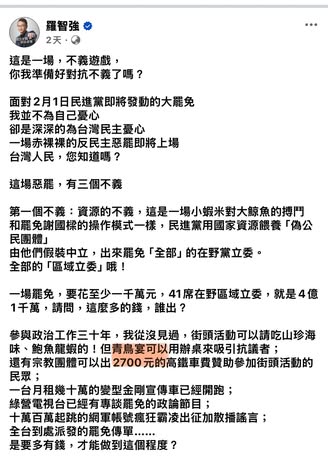 羅智強
2天・
這是一場，不義遊戲，
你我準備好對抗不義了嗎？
面對2月1日民進黨即將發動的大罷免
我並不為自己憂心
卻是深深的為台灣民主憂心
一場赤裸裸的反民主惡罷即將上場
台灣人民，您知道嗎？
這場惡罷，有三個不義
第一個不義：資源的不義，這是一場小蝦米對大鯨魚的搏鬥
和罷免謝國樑的操作模式一樣，民進黨用國家資源餵養「偽公
民團體」
由他們假裝中立，出來罷免「全部」的在野黨立委。
全部的「區域立委」哦！
一場罷免，要花至少一千萬元，41席在野區域立委，就是４億
1千萬，請問，這麼多的錢，誰出？
參與政治工作三十年，我從沒見過，街頭活動可以請吃山珍海
味、鮑魚龍蝦的！但青鳥宴可以用辦桌來吸引抗議者；
還有宗教團體可以出2700元的高鐵車費贊助參加街頭活動的
民眾；
一台月租幾十萬的變型金剛宣傳車已經開跑；
綠營電視台已經有專談罷免的政論節目；
十百百萬起跳的網軍帳號瘋狂霸凌出征加散播謠言；
全台到處派發的罷免傳單……
是要多有錢，才能做到這個程度？